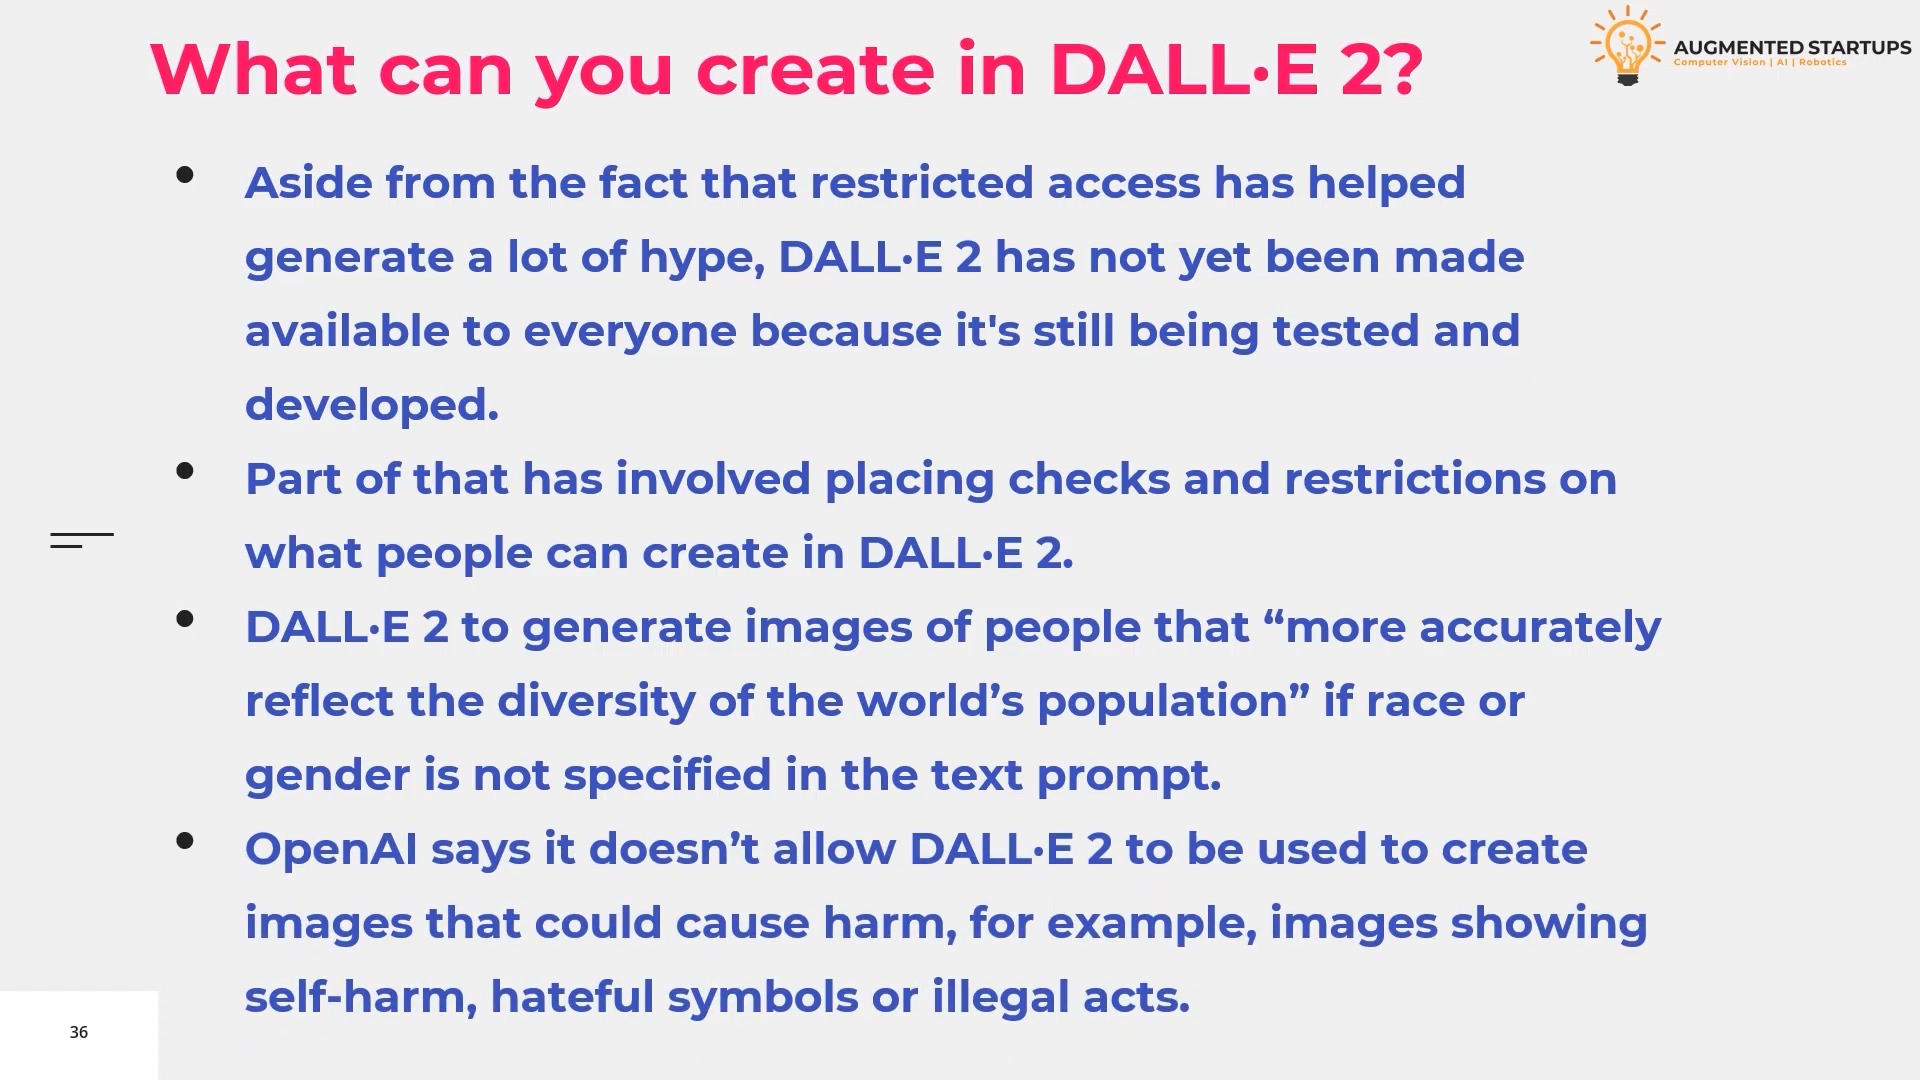 What can you create in DALL·E 2?
AUGMENTED STARTUPS
Computer Vision | AI | Robotics
• Aside from the fact that restricted access has helped
generate a lot of hype, DALL·E 2 has not yet been made
available to everyone because it's still being tested and
developed.
• Part of that has involved placing checks and restrictions on
what people can create in DALL·E 2.
• DALL·E 2 to generate images of people that “more accurately
reflect the diversity of the world’s population” if race or
gender is not specified in the text prompt.
• OpenAI says it doesn’t allow DALL·E 2 to be used to create
images that could cause harm, for example, images showing
self-harm, hateful symbols or illegal acts.
36